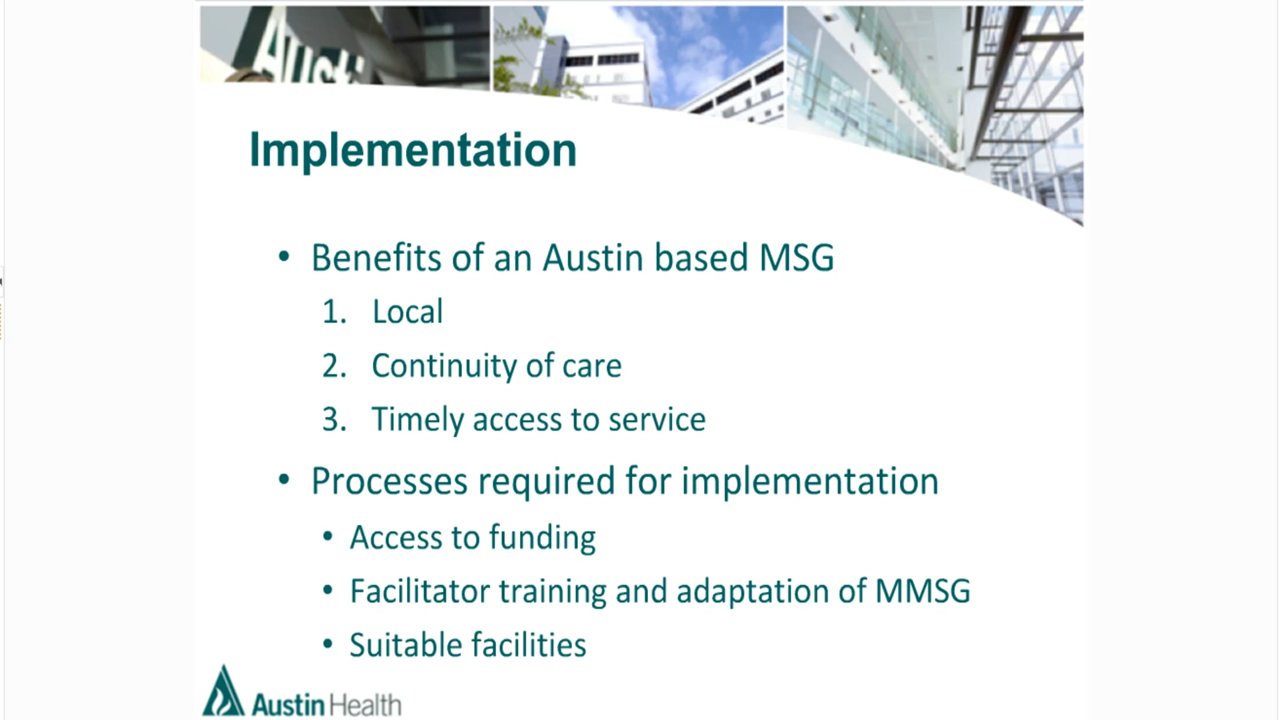 Austi
Implementation
• Benefits of an Austin based MSG
1. Local
2. Continuity of care
3. Timely access to service
• Processes required for implementation
• Access to funding
• Facilitator training and adaptation of MMSG
• Suitable facilities
Austin Health